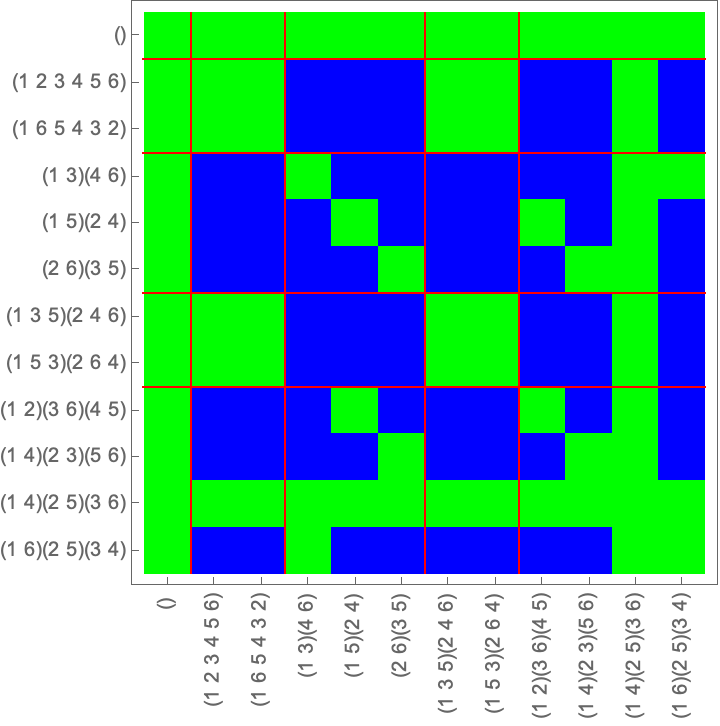 ()
(1 2 3 4 5 6)
(1 6 5 4 3 2)
(1 3)(4 6)
(1 5)(2 4)
(2 6)(3 5)
(1 3 5)(2 4 6)
(1 5 3)(2 6 4)
(1 2)(3 6)(4 5)
(1 4)(2 3)(5 6)
(1 4)(2 5)(3 6)
(1 6)(2 5)(3 4)
()
(1 2 3 4 5 6)
(1 6 5 4 3 2)
(1 3)(4 6)
(1 5)(2 4)
(2 6)(3 5)
(1 3 5)(2 4 6)
(1 5 3)(2 6 4)
(1 2)(3 6)(4 5)
(1 4)(2 3)(5 6)
(1 4)(2 5)(3 6)
(1 6)(2 5)(3 4)